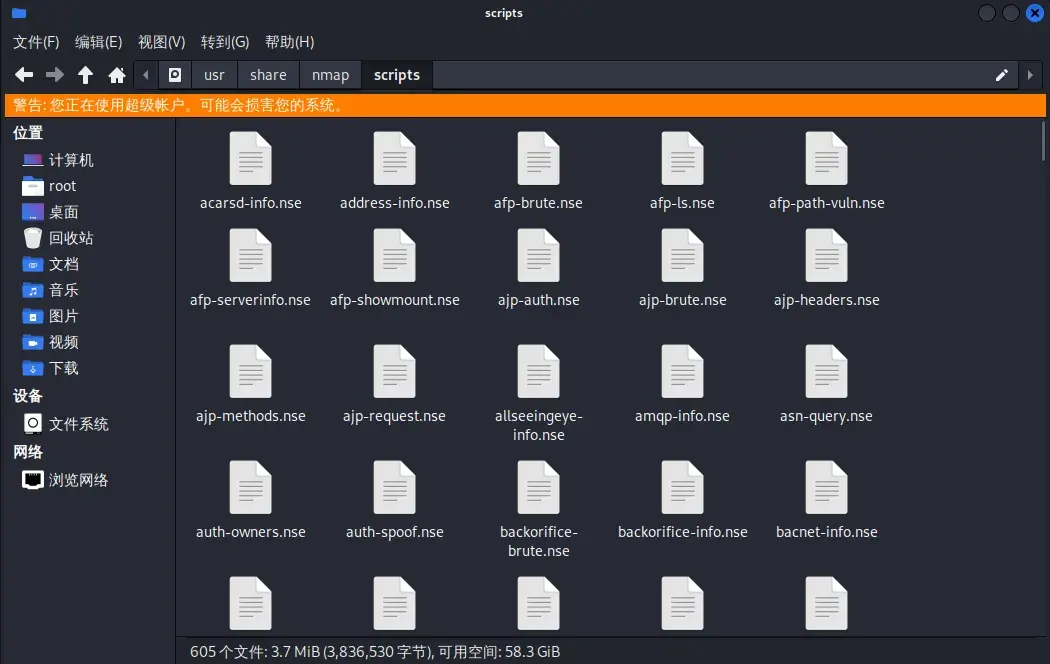 scripts
文件(F) 编辑(E) 视图(V) 转到(G) 帮助(H)
usr share nmap scripts
警告: 您正在使用超级帐户。可能会损害您的系统。
位置
计算机
root
桌面
回收站
文档
音乐
图片
视频
下载
设备
文件系统
网络
浏览网络
acarsd-info.nse address-info.nse afp-brute.nse afp-ls.nse afp-path-vuln.nse
afp-serverinfo.nse afp-showmount.nse ajp-auth.nse ajp-brute.nse ajp-headers.nse
ajp-methods.nse ajp-request.nse allseeingeye-info.nse amqp-info.nse asn-query.nse
auth-owners.nse auth-spoof.nse backorifice-brute.nse backorifice-info.nse bacnet-info.nse
605 个文件: 3.7 MiB (3,836,530 字节), 可用空间: 58.3 GiB